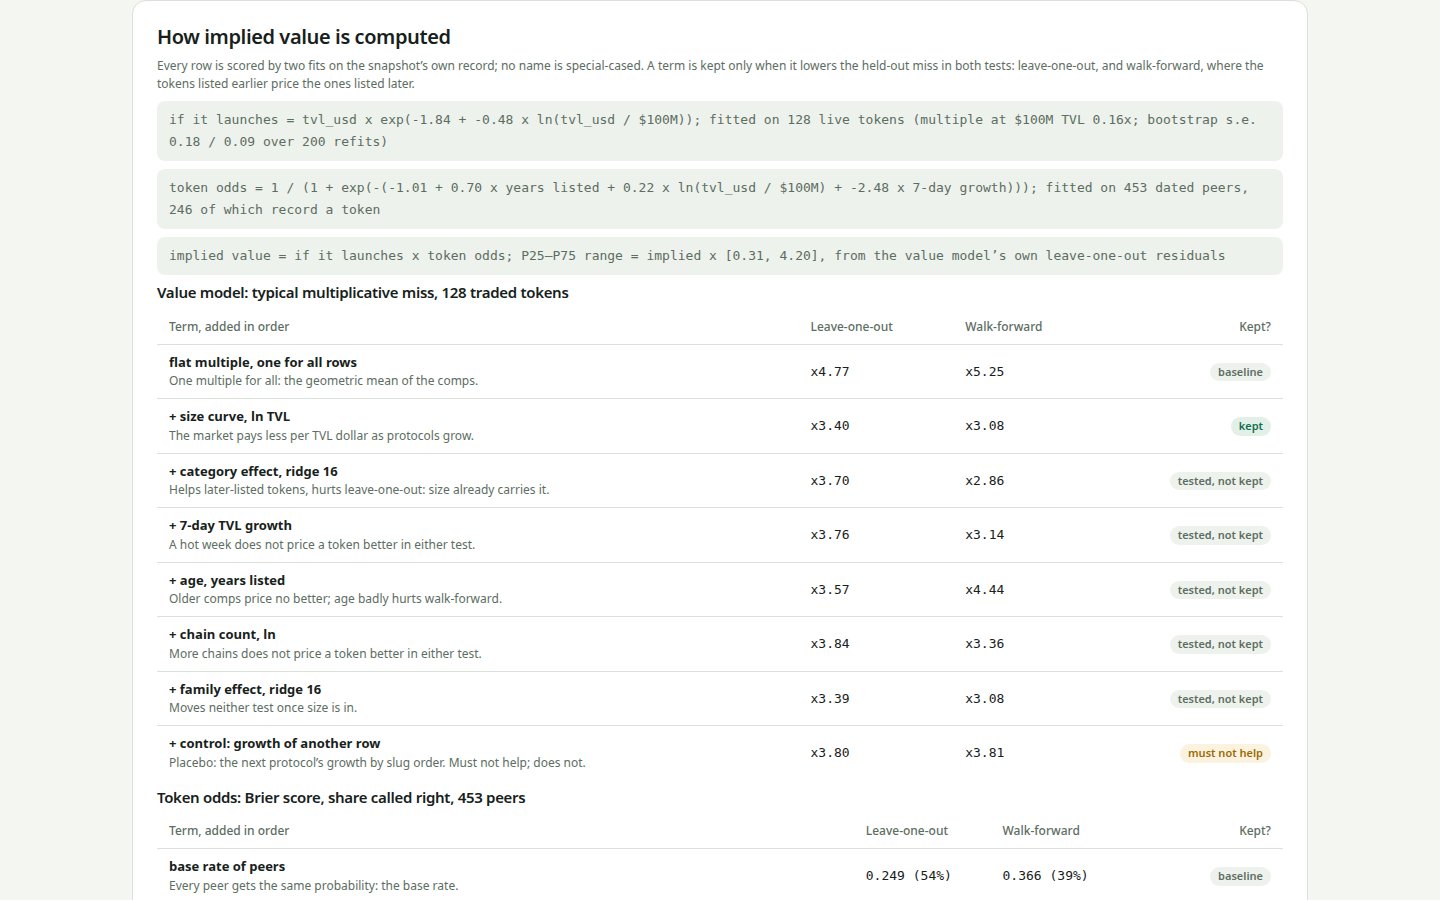 How implied value is computed
Every row is scored by two fits on the snapshot’s own record; no name is special-cased. A term is kept only when it lowers the held-out miss in both tests: leave-one-out, and walk-forward, where the
tokens listed earlier price the ones listed later.
if it launches = tvl_usd x exp(-1.84 + -0.48 x ln(tvl_usd / $100M)); fitted on 128 live tokens (multiple at $100M TVL 0.16x; bootstrap s.e.
0.18 / 0.09 over 200 refits)
token odds = 1 / (1 + exp(-(-1.01 + 0.70 x years listed + 0.22 x ln(tvl_usd / $100M) + -2.48 x 7-day growth))); fitted on 453 dated peers,
246 of which record a token
implied value = if it launches x token odds; P25–P75 range = implied x [0.31, 4.20], from the value model’s own leave-one-out residuals
Value model: typical multiplicative miss, 128 traded tokens
Term, added in order Leave-one-out Walk-forward Kept?
flat multiple, one for all rows
One multiple for all: the geometric mean of the comps.
x4.77 x5.25 baseline
+ size curve, ln TVL
The market pays less per TVL dollar as protocols grow.
x3.40 x3.08 kept
+ category effect, ridge 16
Helps later-listed tokens, hurts leave-one-out: size already carries it.
x3.70 x2.86 tested, not kept
+ 7-day TVL growth
A hot week does not price a token better in either test.
x3.76 x3.14 tested, not kept
+ age, years listed
Older comps price no better; age badly hurts walk-forward.
x3.57 x4.44 tested, not kept
+ chain count, ln
More chains does not price a token better in either test.
x3.84 x3.36 tested, not kept
+ family effect, ridge 16
Moves neither test once size is in.
x3.39 x3.08 tested, not kept
+ control: growth of another row
Placebo: the next protocol’s growth by slug order. Must not help; does not.
x3.80 x3.81 must not help
Token odds: Brier score, share called right, 453 peers
Term, added in order Leave-one-out Walk-forward Kept?
base rate of peers
Every peer gets the same probability: the base rate.
0.249 (54%) 0.366 (39%) baseline